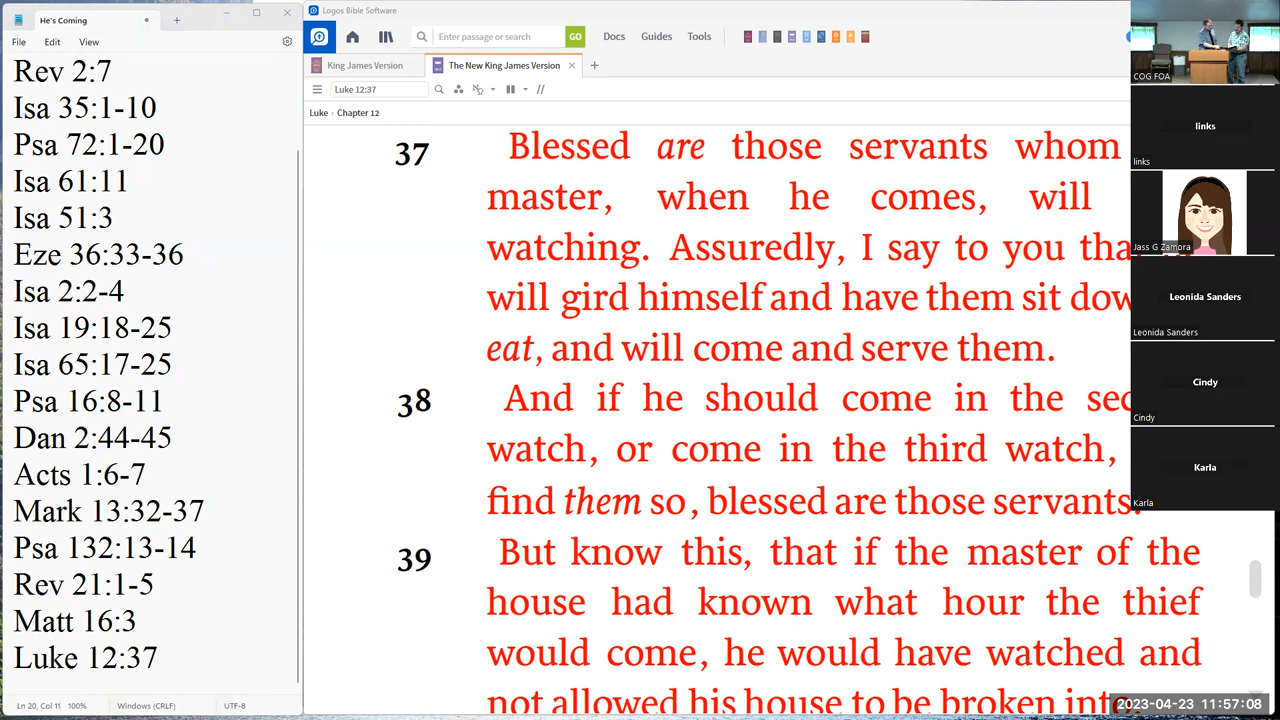 He's Coming
File Edit View
Rev 2:7
Isa 35:1-10
Psa 72:1-20
Isa 61:11
Isa 51:3
Eze 36:33-36
Isa 2:2-4
Isa 19:18-25
Isa 65:17-25
Psa 16:8-11
Dan 2:44-45
Acts 1:6-7
Mark 13:32-37
Psa 132:13-14
Rev 21:1-5
Matt 16:3
Luke 12:37
Ln 20, Col 11 100% Windows (CRLF) UTF-8
Logos Bible Software
Enter passage or search GO Docs Guides Tools
King James Version The New King James Version
Luke 12:37
Luke › Chapter 12
37 Blessed are those servants whom
master, when he comes, will
watching. Assuredly, I say to you
will gird himself and have them sit
eat, and will come and serve them.
38 And if he should come in the
watch, or come in the third watch,
find them so, blessed are those servants.
39 But know this, that if the master of the
house had known what hour the thief
would come, he would have watched and
not allowed his house to be broken
COG FOA
links
links
Jass G Zamora
Leonida Sanders
Leonida Sanders
Cindy
Cindy
Karla
Karla
2023-04-23 11:57:08